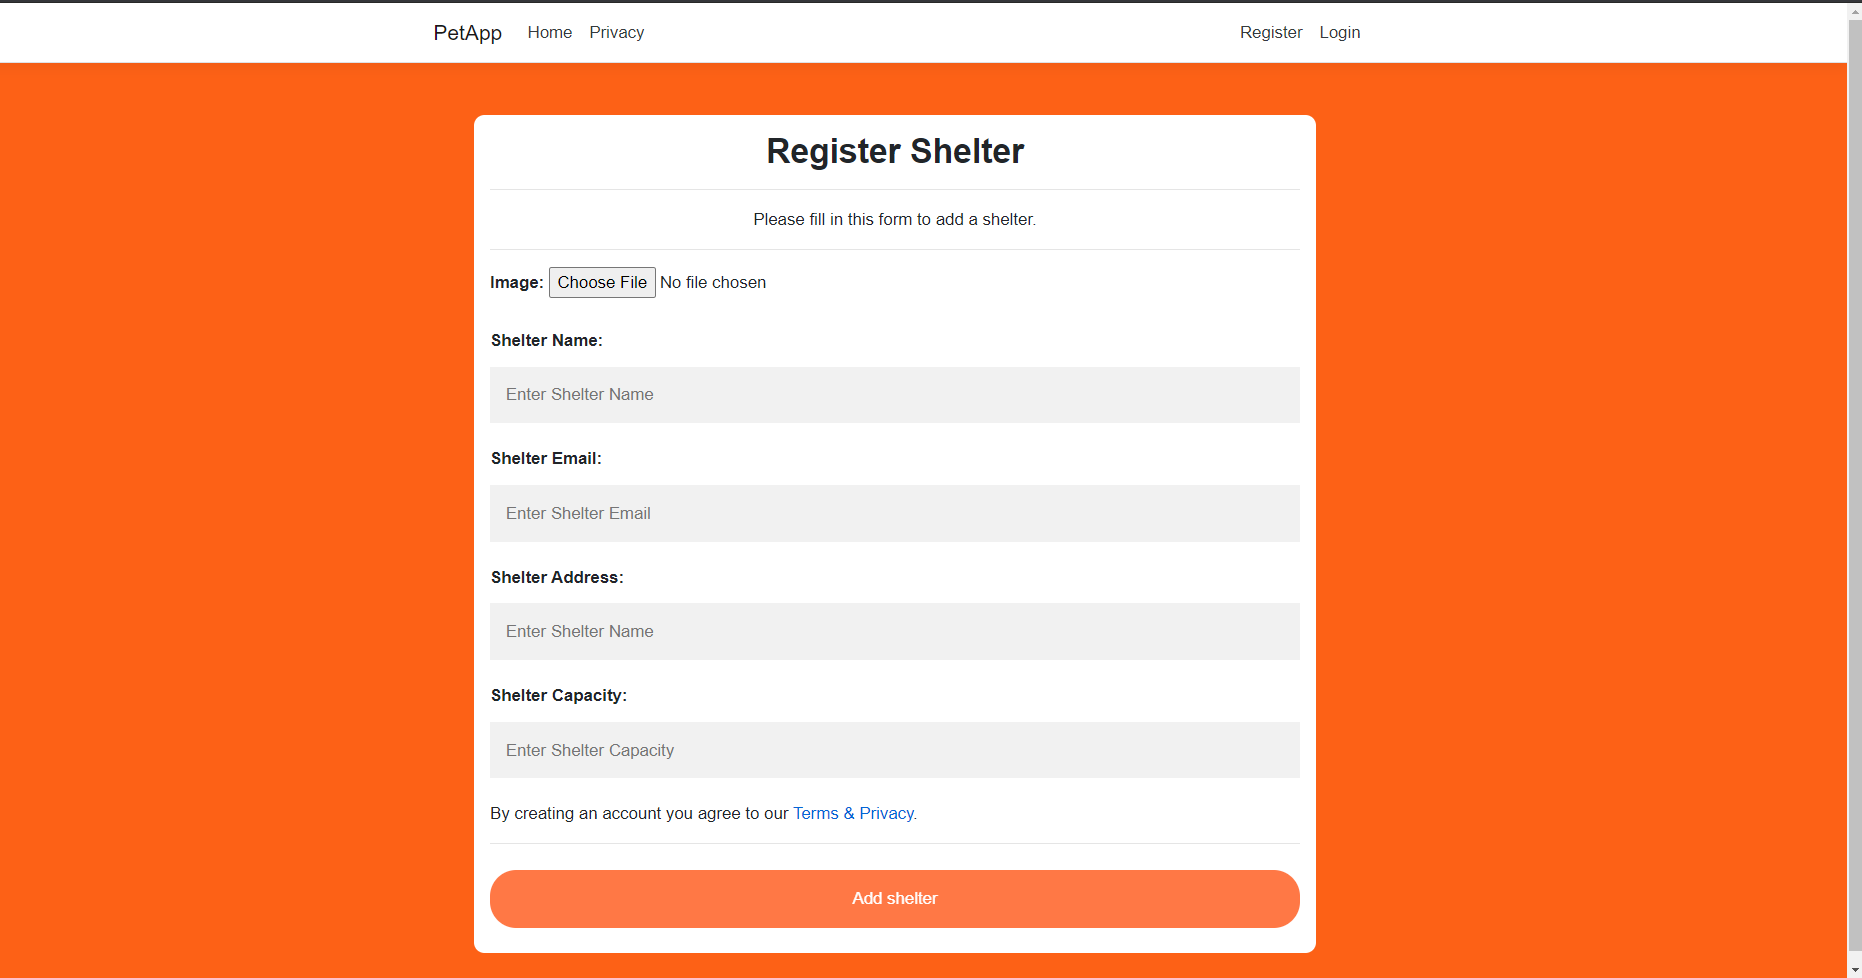 PetApp Home Privacy Register Login
Register Shelter
Please fill in this form to add a shelter.
Image: Choose File No file chosen
Shelter Name:
Enter Shelter Name
Shelter Email:
Enter Shelter Email
Shelter Address:
Enter Shelter Name
Shelter Capacity:
Enter Shelter Capacity
By creating an account you agree to our Terms & Privacy.
Add shelter